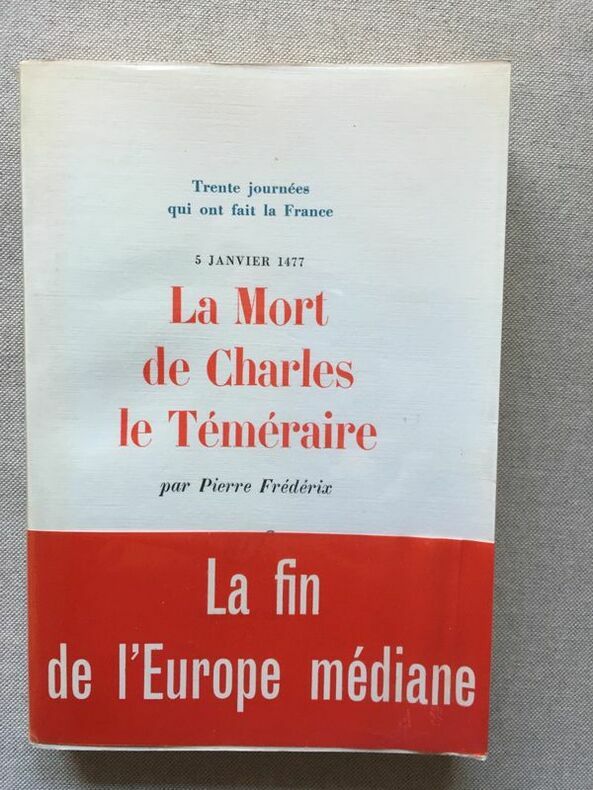 Trente journées
qui ont fait la France
5 JANVIER 1477
La Mort
de Charles
le Téméraire
par Pierre Frédérix
La fin
de l'Europe médiane